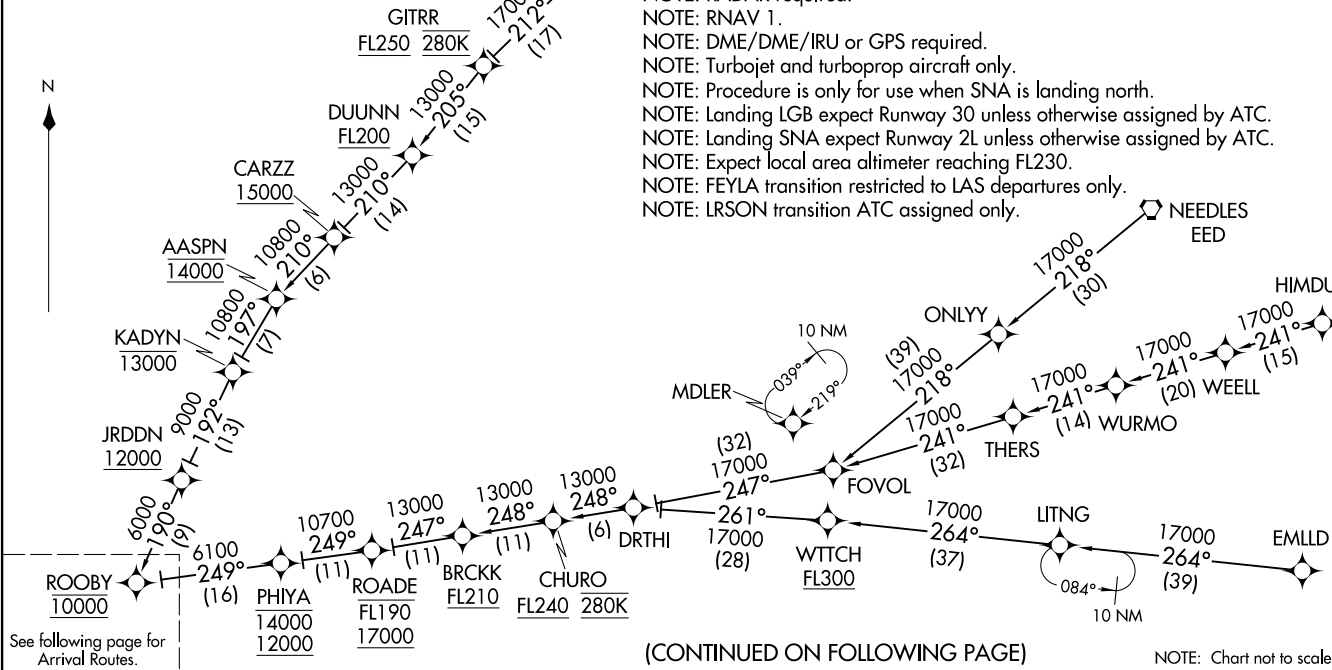 GITRR
FL250 280K
212°
(17)
NOTE: RADAR required.
NOTE: RNAV 1.
NOTE: DME/DME/IRU or GPS required.
NOTE: Turbojet and turboprop aircraft only.
NOTE: Procedure is only for use when SNA is landing north.
NOTE: Landing LGB expect Runway 30 unless otherwise assigned by ATC.
NOTE: Landing SNA expect Runway 2L unless otherwise assigned by ATC.
NOTE: Expect local area altimeter reaching FL230.
NOTE: FEYLA transition restricted to LAS departures only.
NOTE: LRSON transition ATC assigned only.
N
13000
205°
(15)
DUUNN
FL200
13000
210°
(14)
CARZZ
15000
10800
210°
(6)
AASPN
14000
10800
197°
(7)
KADYN
13000
9000
192°
(13)
JRDDN
12000
6000
190°
(9)
NEEDLES
EED
17000
218°
(30)
ONLYY
(39)
17000
218°
HIMDU
17000
241°
(15)
WEELL
17000
241°
(20)
WURMO
17000
241°
(14)
THERS
17000
241°
(32)
10 NM
039°
219°
MDLER
FOVOL
(32)
17000
247°
DRTHI
261°
17000
(28)
WTTCH
FL300
17000
264°
(37)
LITNG
084°
10 NM
17000
264°
(39)
EMLLD
13000
248°
(6)
CHURO
FL240 280K
13000
248°
(11)
BRCKK
FL210
13000
247°
(11)
ROADE
FL190
17000
10700
249°
(11)
PHIYA
14000
12000
6100
249°
(16)
ROOBY
10000
See following page for
Arrival Routes.
(CONTINUED ON FOLLOWING PAGE)
NOTE: Chart not to scale